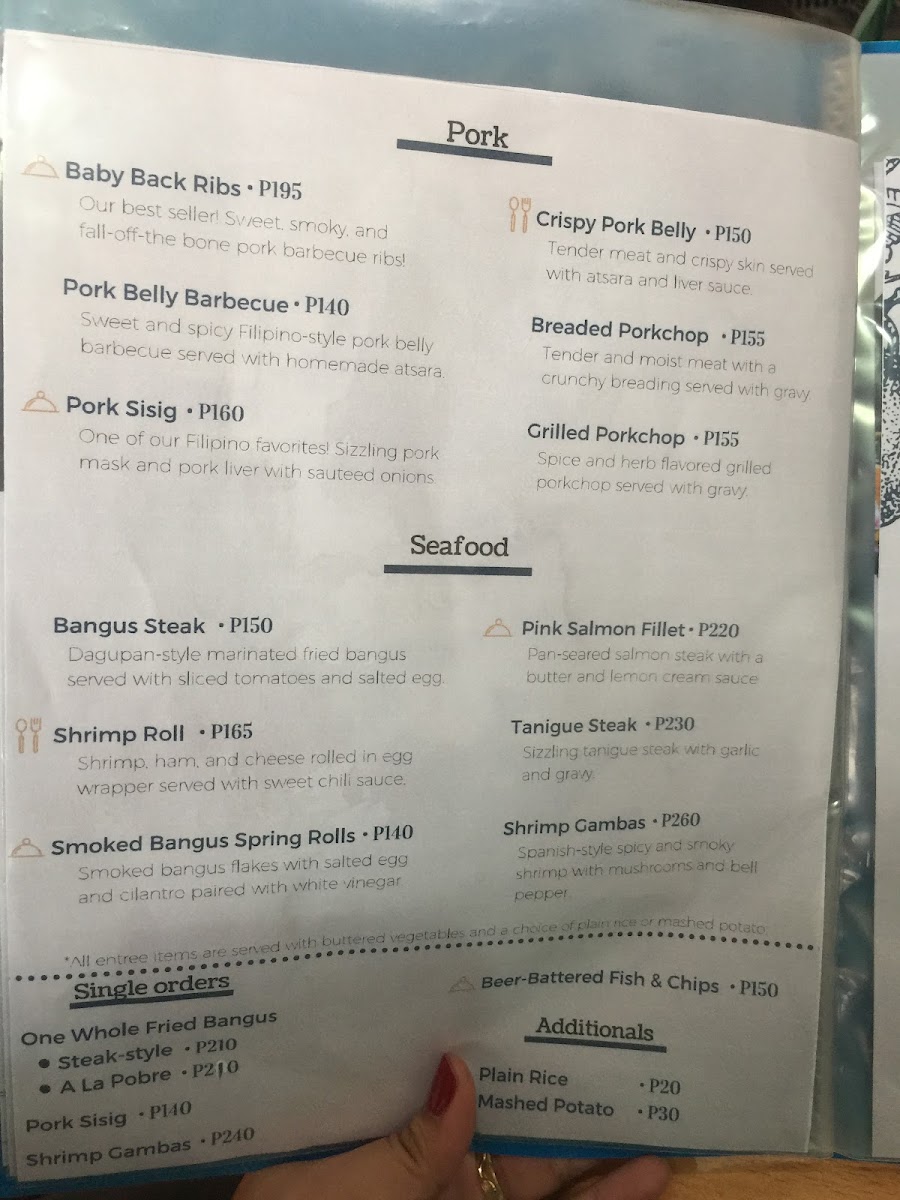 Pork
Baby Back Ribs • P195
Our best seller! Sweet, smoky, and
fall-off-the bone pork barbecue ribs!
Pork Belly Barbecue • P140
Sweet and spicy Filipino-style pork belly
barbecue served with homemade atsara.
Pork Sisig • P160
One of our Filipino favorites! Sizzling pork
mask and pork liver with sauteed onions.
Crispy Pork Belly • P150
Tender meat and crispy skin served
with atsara and liver sauce.
Breaded Porkchop • P155
Tender and moist meat with a
crunchy breading served with gravy.
Grilled Porkchop • P155
Spice and herb flavored grilled
porkchop served with gravy.
Seafood
Bangus Steak • P150
Dagupan-style marinated fried bangus
served with sliced tomatoes and salted egg.
Shrimp Roll • P165
Shrimp, ham, and cheese rolled in egg
wrapper served with sweet chili sauce.
Smoked Bangus Spring Rolls • P140
Smoked bangus flakes with salted egg
and cilantro paired with white vinegar.
Pink Salmon Fillet • P220
Pan-seared salmon steak with a
butter and lemon cream sauce
Tanigue Steak • P230
Sizzling tanigue steak with garlic
and gravy.
Shrimp Gambas • P260
Spanish-style spicy and smoky
shrimp with mushrooms and bell
pepper.
*All entree items are served with buttered vegetables and a choice of plain rice or mashed potato.
Single orders
One Whole Fried Bangus
• Steak-style • P210
• A La Pobre • P210
Pork Sisig • P140
Shrimp Gambas • P240
Beer-Battered Fish & Chips • P150
Additionals
Plain Rice • P20
Mashed Potato • P30